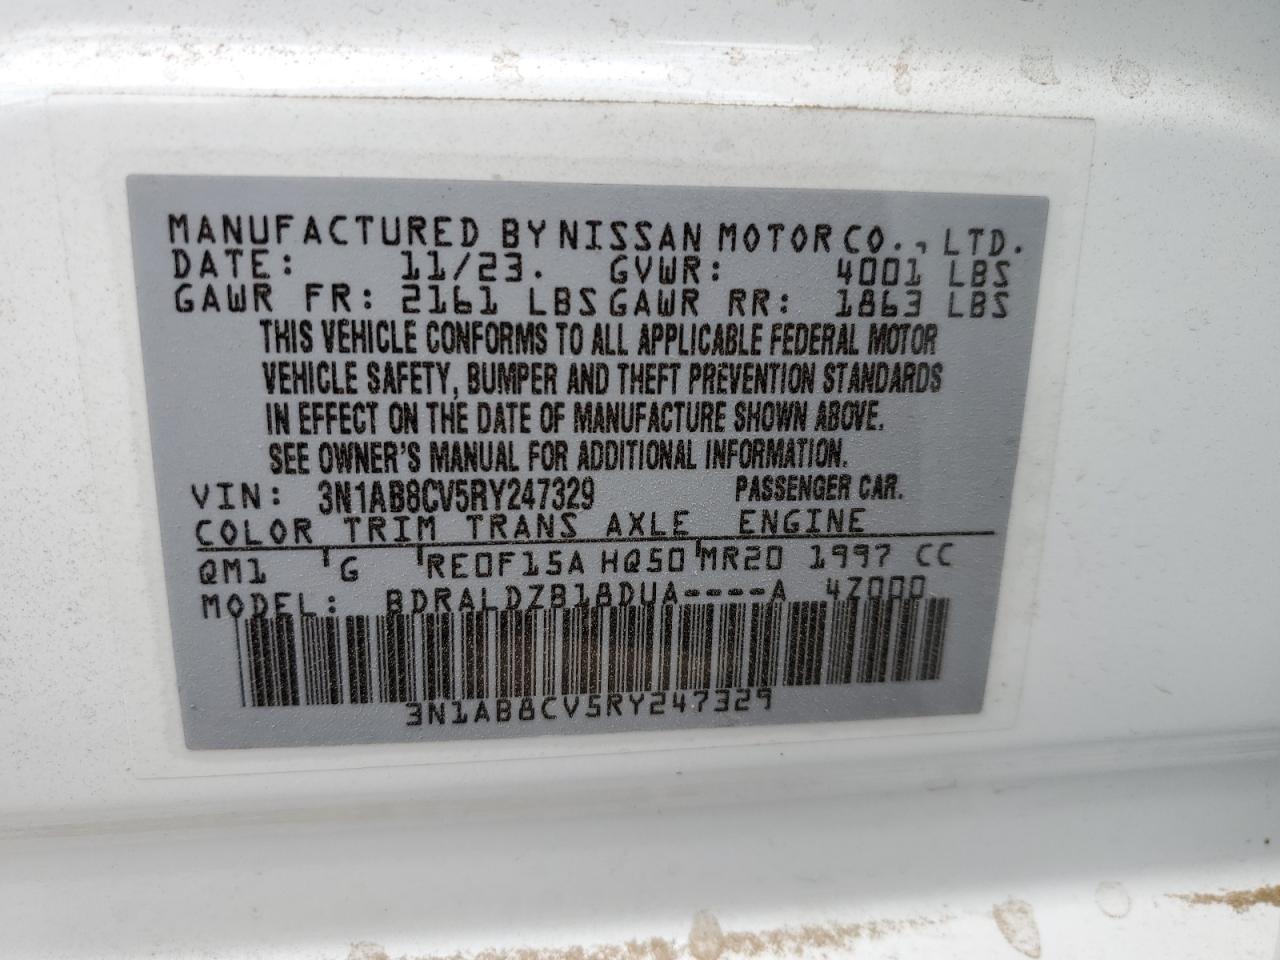 MANUFACTURED BY NISSAN MOTOR CO., LTD.
DATE: 11/23. GVWR: 4001 LBS
GAWR FR: 2161 LBS GAWR RR: 1863 LBS
THIS VEHICLE CONFORMS TO ALL APPLICABLE FEDERAL MOTOR
VEHICLE SAFETY, BUMPER AND THEFT PREVENTION STANDARDS
IN EFFECT ON THE DATE OF MANUFACTURE SHOWN ABOVE.
SEE OWNER'S MANUAL FOR ADDITIONAL INFORMATION.
VIN: 3N1AB8CV5RY247329 PASSENGER CAR.
COLOR TRIM TRANS AXLE ENGINE
QM1 G RE0F15A HQ50 MR20 1997 CC
MODEL: BDRALDZB18DUA----A 4Z000
3N1AB8CV5RY247329